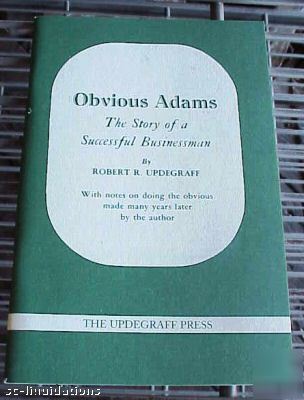 Obvious Adams
The Story of a
Successful Businessman
By
ROBERT R. UPDEGRAFF
With notes on doing the obvious
made many years later
by the author
THE UPDEGRAFF PRESS
sc-liquidations